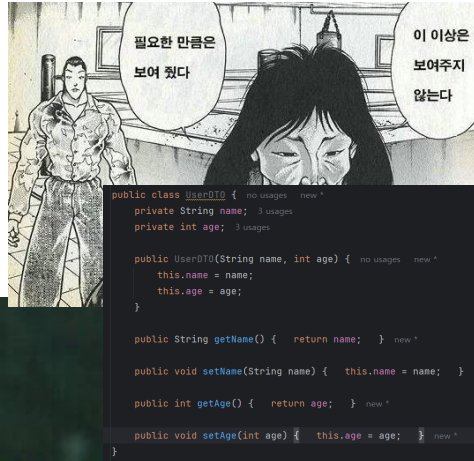 필요한 만큼은
보여 줬다
이 이상은
보여주지
않는다
public class UserDTO {  no usages  new *
    private String name;  3 usages
    private int age;  3 usages
    public UserDTO(String name, int age) {  no usages  new *
        this.name = name;
        this.age = age;
    }
    public String getName() {  return name;  }  new *
    public void setName(String name) {  this.name = name;  }
    public int getAge() {  return age;  }  new *
    public void setAge(int age) {  this.age = age;  }  new *
}